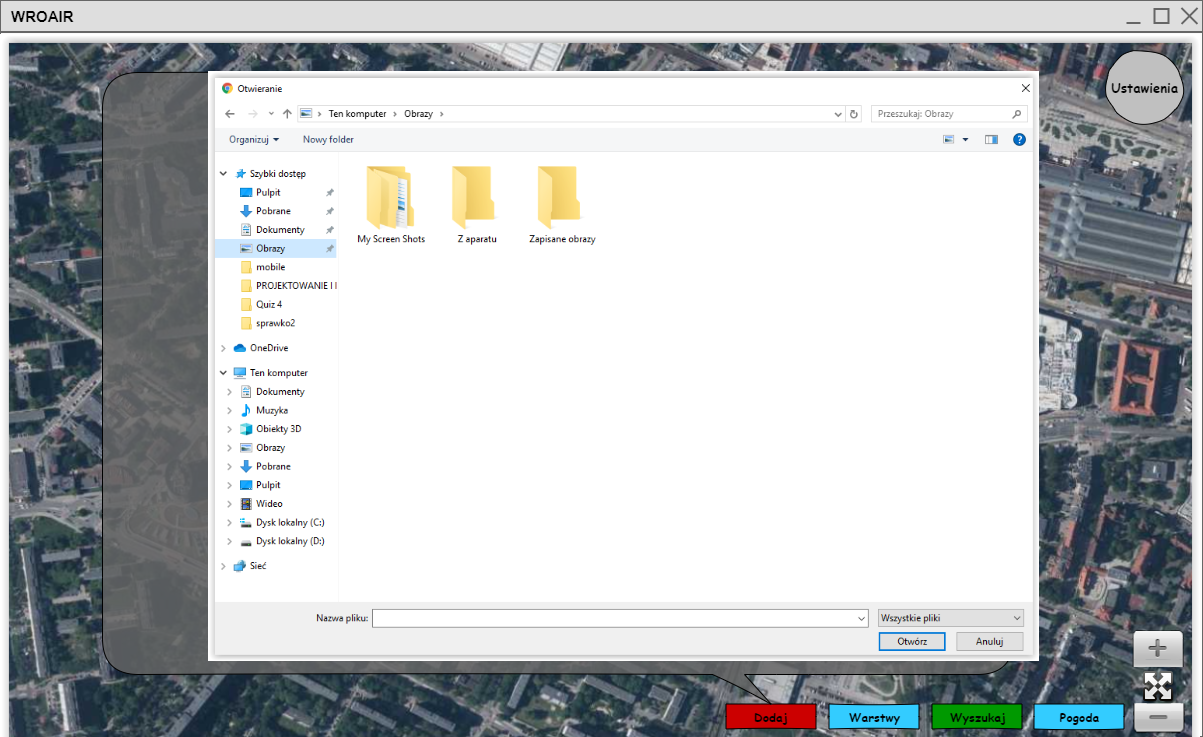 WROAIR
Ustawienia
Otwieranie
Ten komputer
Obrazy
Przeszukaj: Obrazy
Organizuj
Nowy folder
Szybki dostęp
Pulpit
Pobrane
Dokumenty
Obrazy
mobile
PROJEKTOWANIE I I
Quiz 4
sprawko2
OneDrive
Ten komputer
Dokumenty
Muzyka
Obiekty 3D
Obrazy
Pobrane
Pulpit
Wideo
Dysk lokalny (C:)
Dysk lokalny (D:)
Sieć
My Screen Shots
Z aparatu
Zapisane obrazy
Nazwa pliku:
Wszystkie pliki
Otwórz
Anuluj
Dodaj
Warstwy
Wyszukaj
Pogoda